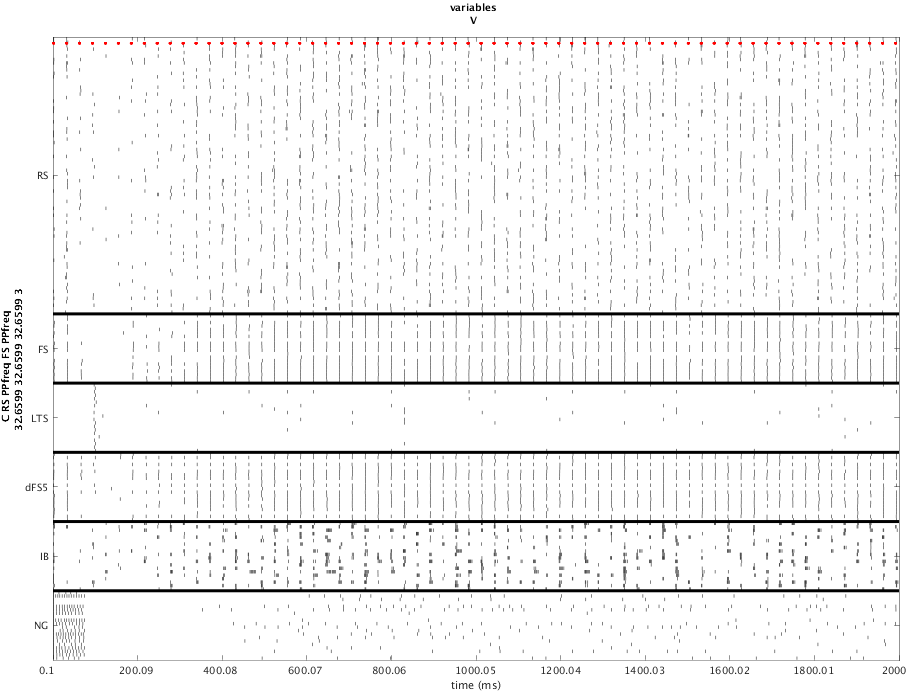 variables
V
C RS PPfreq FS PPfreq
32.6599 32.6599 32.6599 3
RS
FS
LTS
dFS5
IB
NG
0.1 200.09 400.08 600.07 800.06 1000.05 1200.04 1400.03 1600.02 1800.01 2000
time (ms)